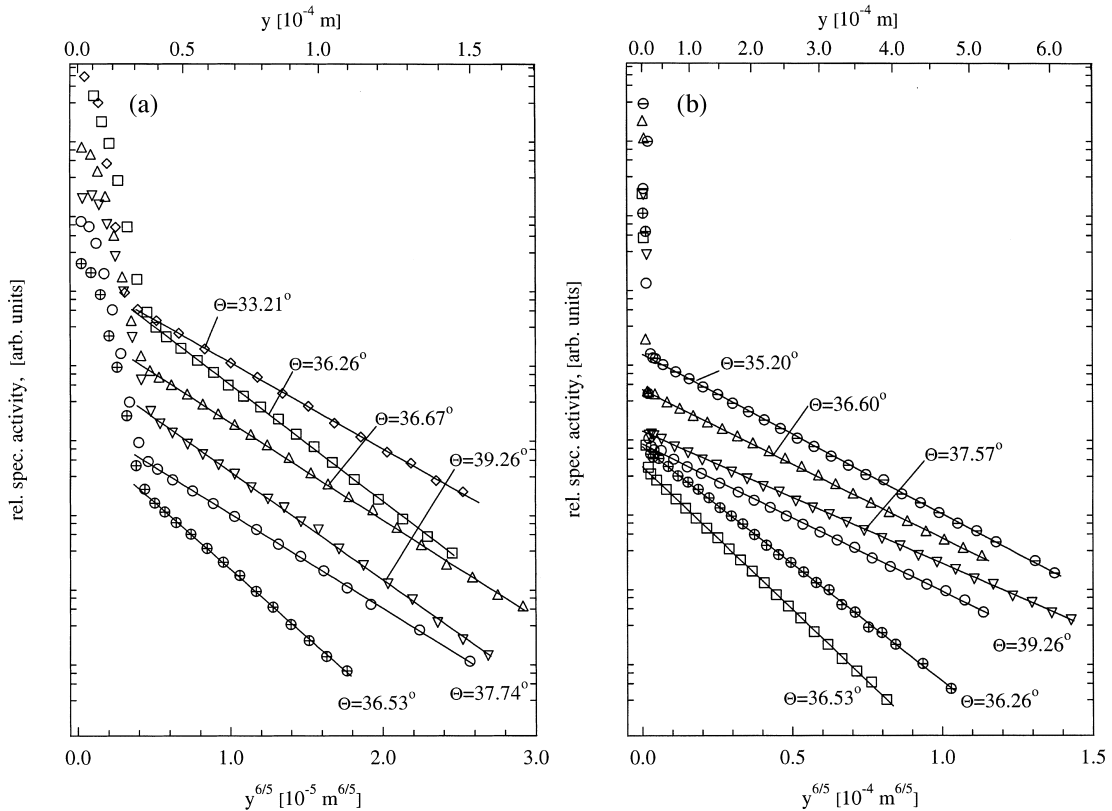 y [10⁻⁴ m]
0.0 0.5 1.0 1.5
(a)
rel. spec. activity, [arb. units]
Θ=33.21°
Θ=36.26°
Θ=36.67°
Θ=39.26°
Θ=36.53°
Θ=37.74°
0.0 1.0 2.0 3.0
y^6/5 [10⁻⁵ m^6/5]
y [10⁻⁴ m]
0.0 1.0 2.0 3.0 4.0 5.0 6.0
(b)
rel. spec. activity, [arb. units]
Θ=35.20°
Θ=36.60°
Θ=37.57°
Θ=39.26°
Θ=36.53°
Θ=36.26°
0.0 0.5 1.0 1.5
y^6/5 [10⁻⁴ m^6/5]